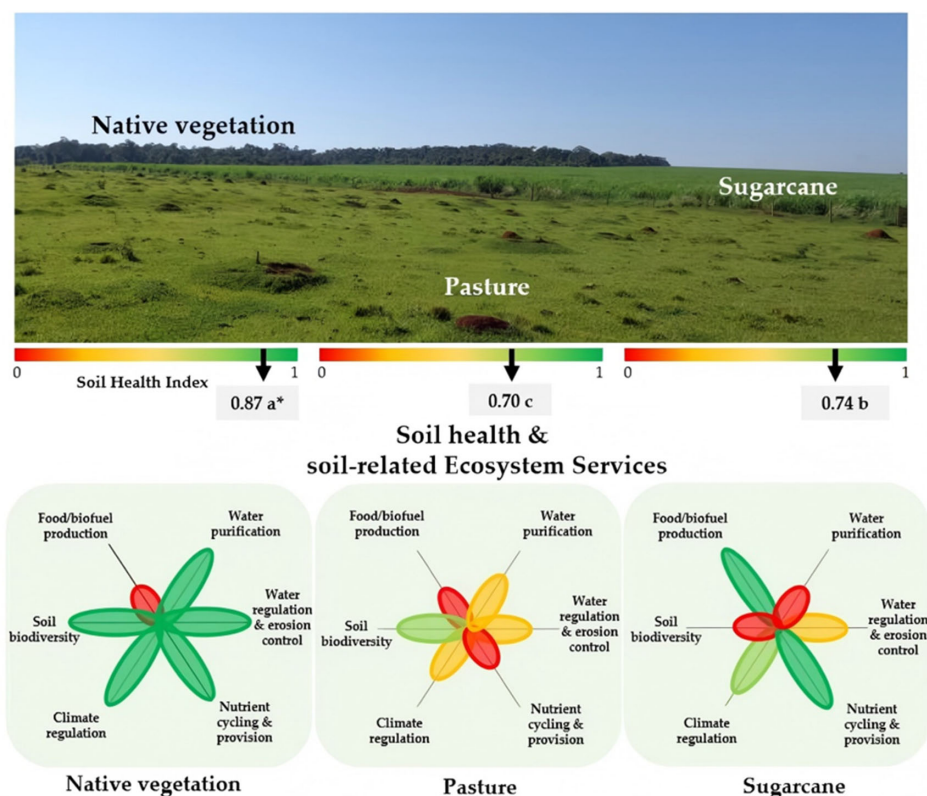 Native vegetation
Sugarcane
Pasture
0
1
Soil Health Index
0.87 a*
0
1
0.70 c
0
1
0.74 b
Soil health &
soil-related Ecosystem Services
Food/biofuel
production
Water
purification
Soil
biodiversity
Water
regulation
& erosion
control
Climate
regulation
Nutrient
cycling &
provision
Native vegetation
Food/biofuel
production
Water
purification
Soil
biodiversity
Water
regulation
& erosion
control
Climate
regulation
Nutrient
cycling &
provision
Pasture
Food/biofuel
production
Water
purification
Soil
biodiversity
Water
regulation
& erosion
control
Climate
regulation
Nutrient
cycling &
provision
Sugarcane